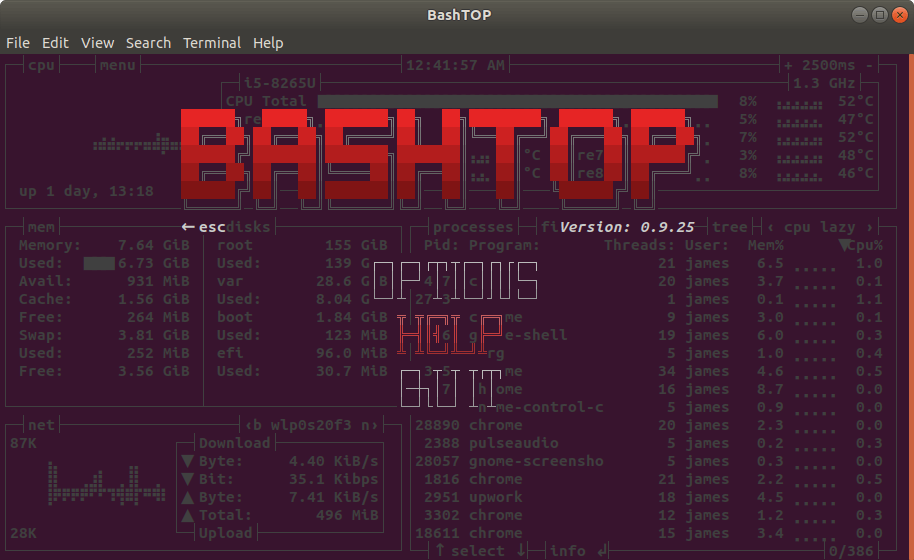 BashTOP
File Edit View Search Terminal Help
cpu menu 12:41:57 AM + 2500ms -
i5-8265U 1.3 GHz
CPU Total 8% 52°C
5% 47°C
7% 52°C
°C re7 3% 48°C
up 1 day, 13:18 °C re8 8% 46°C
BASHTOP
← esc Version: 0.9.25
mem disks processes tree ‹ cpu lazy ›
Memory: 7.64 GiB root 155 GiB Pid: Program: Threads: User: Mem% ▼Cpu%
Used: 6.73 GiB Used: 139 G 21 james 6.5 1.0
Avail: 931 MiB var 28.6 G 20 james 3.7 0.1
Cache: 1.56 GiB Used: 8.04 G 1 james 0.1 1.1
Free: 264 MiB boot 1.84 GiB 9 james 3.0 0.1
Swap: 3.81 GiB Used: 123 MiB e-shell 19 james 6.0 0.3
Used: 252 MiB efi 96.0 MiB rg 5 james 1.0 0.4
Free: 3.56 GiB Used: 30.7 MiB 34 james 4.6 0.5
16 james 8.7 0.0
me-control-c 5 james 0.9 0.0
OPTIONS
HELP
QUIT
28890 chrome 20 james 2.3 0.0
2388 pulseaudio 5 james 0.2 0.3
28057 gnome-screensho 5 james 0.3 0.0
1816 chrome 21 james 2.2 0.5
2951 upwork 18 james 4.5 0.0
3302 chrome 12 james 1.2 0.3
18611 chrome 15 james 3.4 0.0
↑ select ↓ info ↲ 0/386
net ‹b wlp0s20f3 n›
87K Download
▼ Byte: 4.40 KiB/s
▼ Bit: 35.1 Kibps
▲ Byte: 7.41 KiB/s
▲ Total: 496 MiB
28K Upload